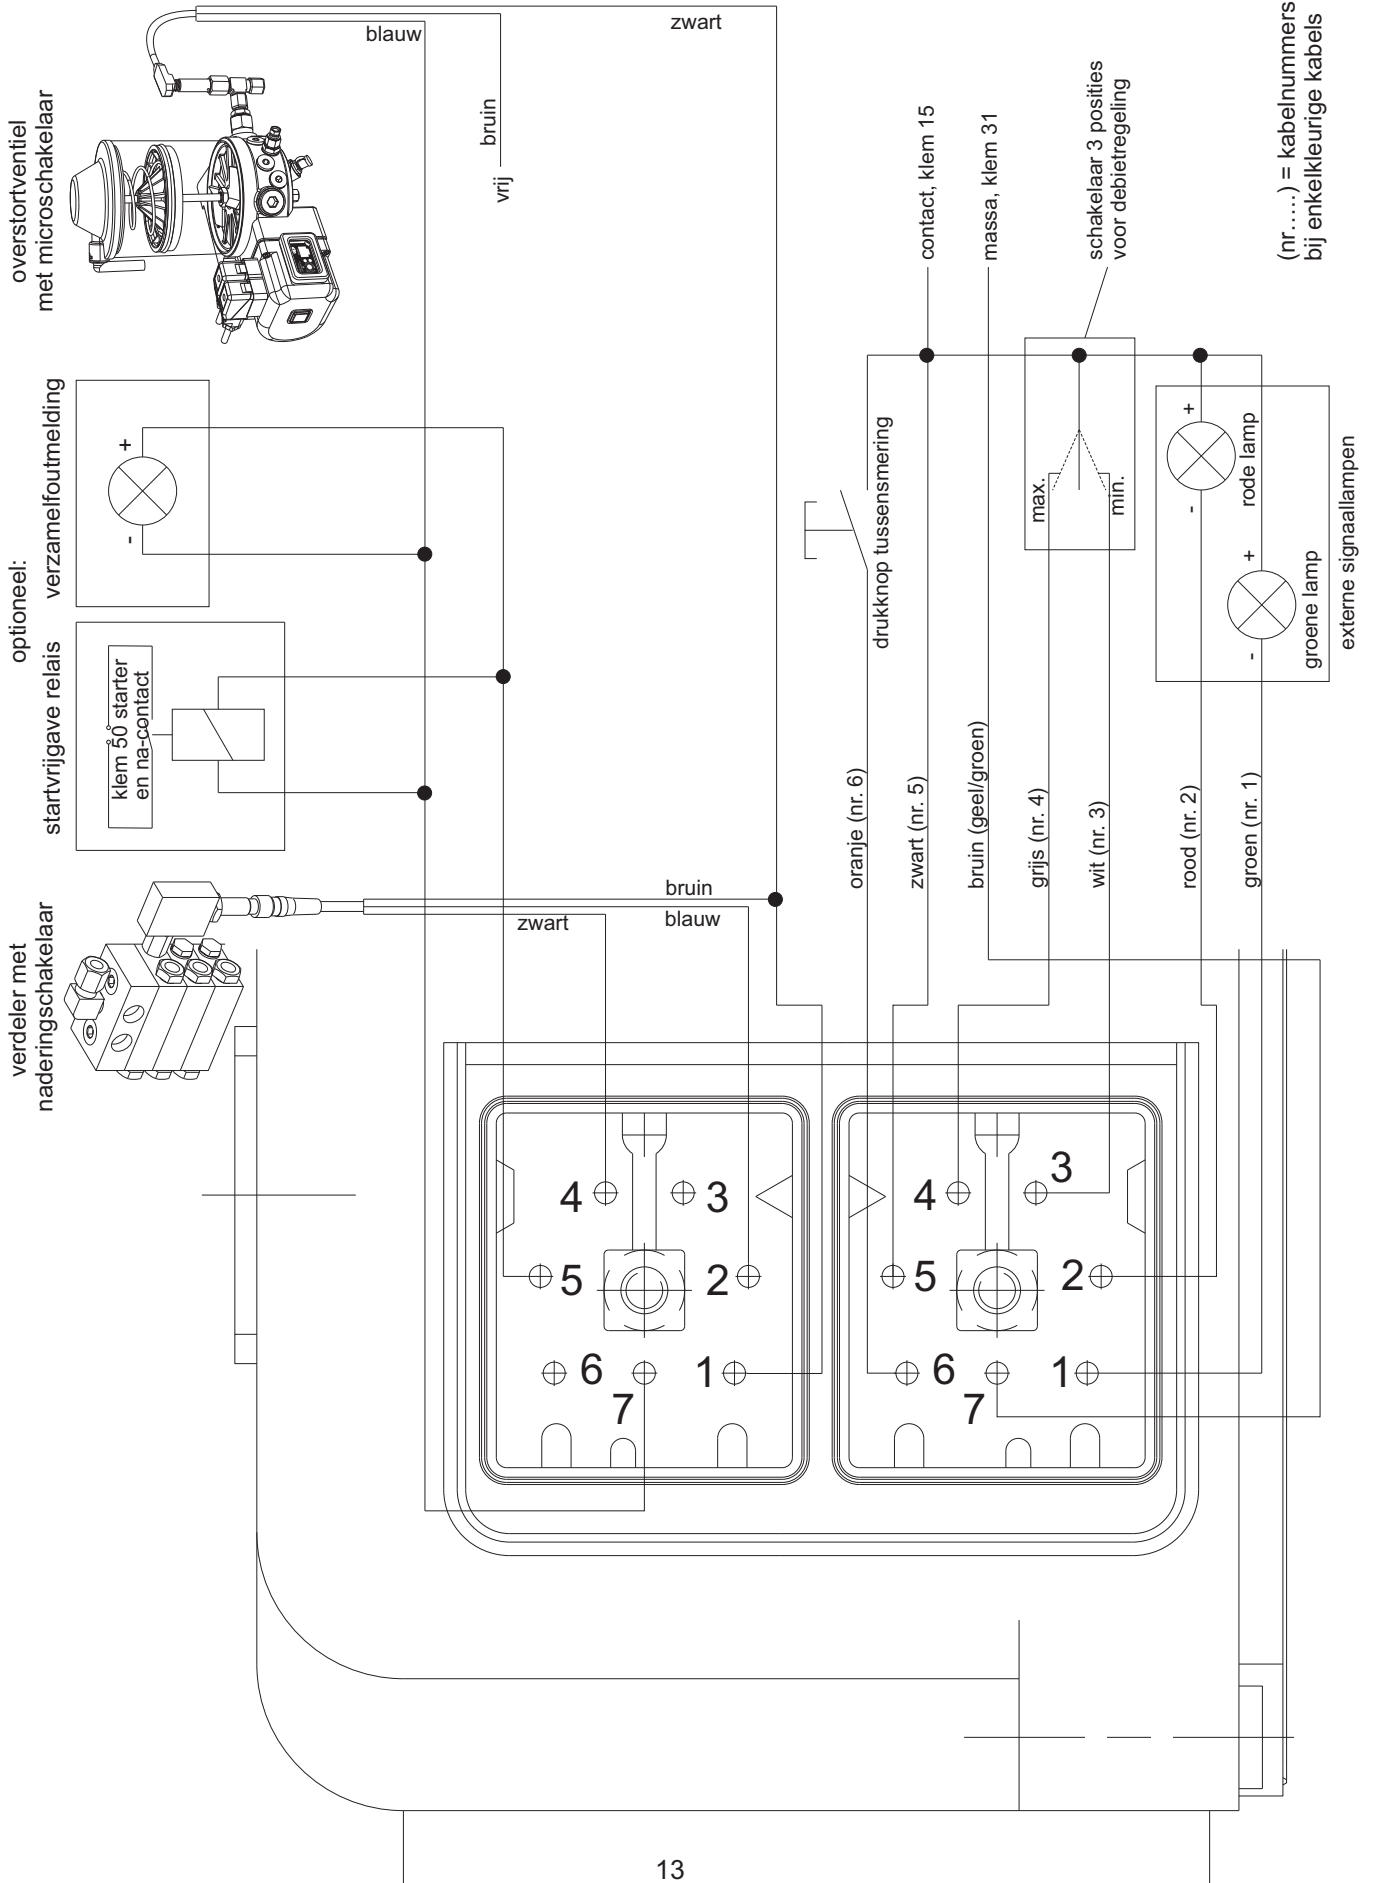 overstortventiel
met microschakelaar
blauw
zwart
bruin
vrij
optioneel:
verzamelfoutmelding
+
-
startvrijgave relais
klem 50 starter
en na-contact
verdeler met
naderingschakelaar
zwart
bruin
blauw
contact, klem 15
massa, klem 31
schakelaar 3 posities
voor debietregeling
(nr.....) = kabelnummers
bij enkelkleurige kabels
drukknop tussensmering
max.
min.
+
-
rode lamp
+
-
groene lamp
externe signaallampen
oranje (nr. 6)
zwart (nr. 5)
bruin (geel/groen)
grijs (nr. 4)
wit (nr. 3)
rood (nr. 2)
groen (nr. 1)
4
3
5
2
6
1
7
4
3
5
2
6
1
7
13